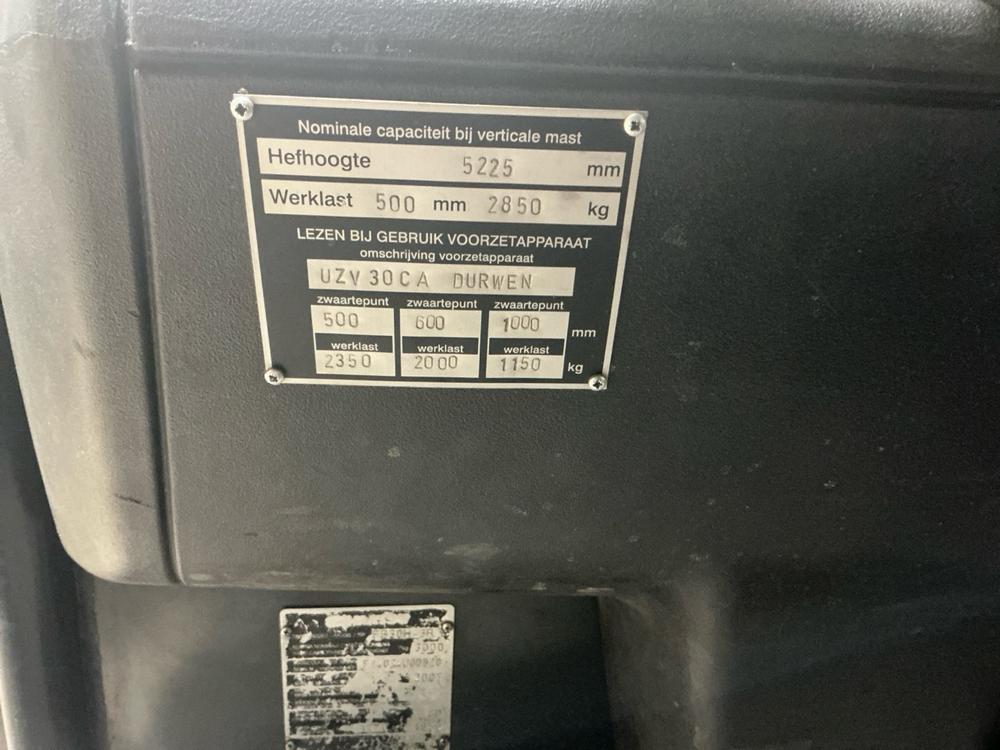 Nominale capaciteit bij verticale mast
Hefhoogte 5225 mm
Werklast 500 mm 2850 kg
LEZEN BIJ GEBRUIK VOORZETAPPARAAT
omschrijving voorzetapparaat
UZV 30CA DURWEN
zwaartepunt zwaartepunt zwaartepunt
500 600 1000 mm
werklast werklast werklast
2350 2000 1150 kg
3000